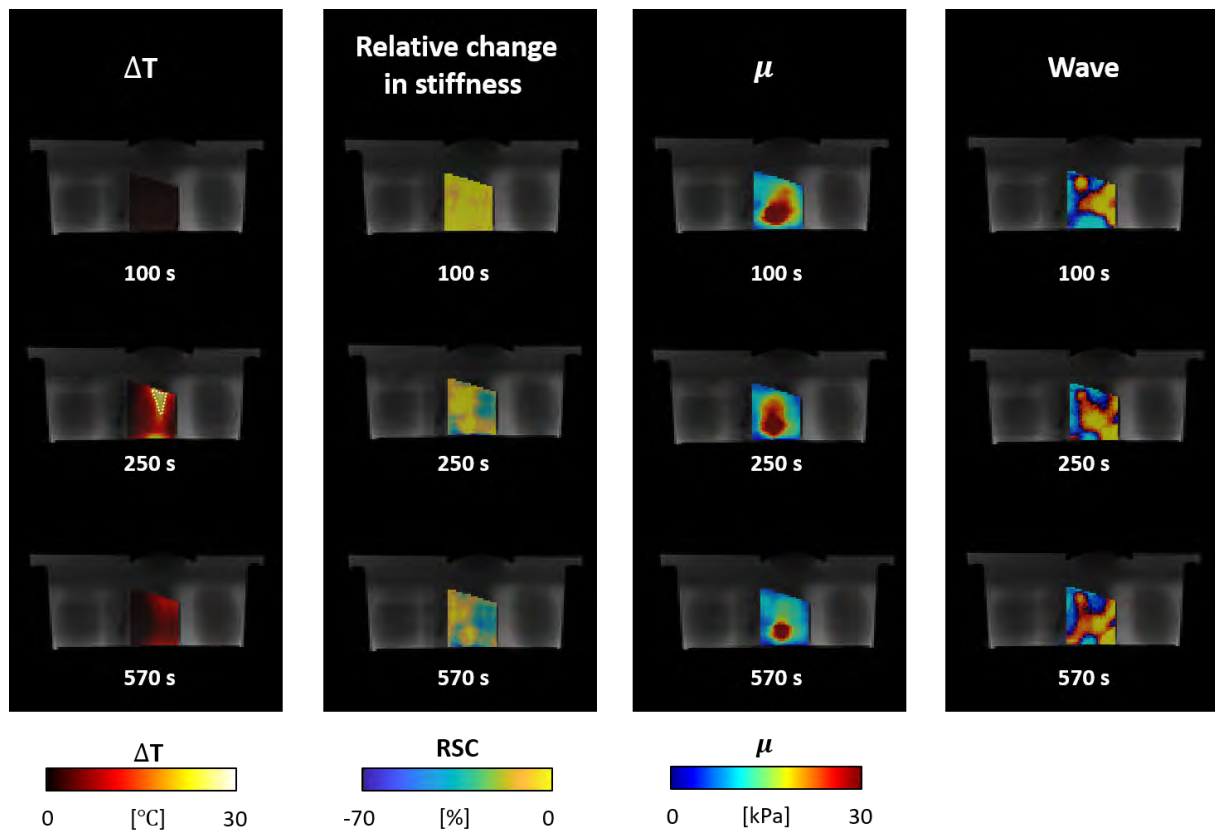 ΔT
Relative change
in stiffness
μ
Wave
100 s
100 s
100 s
100 s
250 s
250 s
250 s
250 s
570 s
570 s
570 s
570 s
ΔT
RSC
μ
0 [°C] 30
-70 [%] 0
0 [kPa] 30